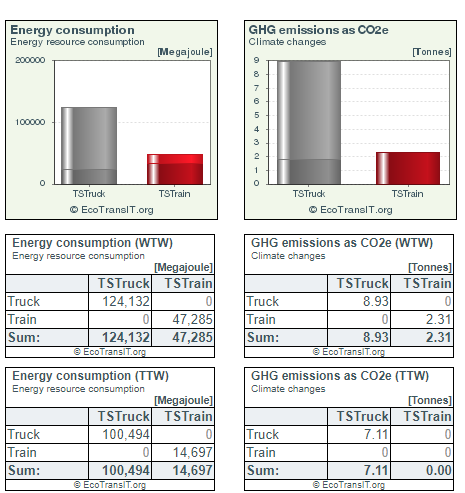 Energy consumption
Energy resource consumption
[Megajoule]
200000
100000
0
TSTruck TSTrain
© EcoTransIT.org
GHG emissions as CO2e
Climate changes
[Tonnes]
9
8
7
6
5
4
3
2
1
0
TSTruck TSTrain
© EcoTransIT.org
Energy consumption (WTW)
Energy resource consumption
[Megajoule]
TSTruck TSTrain
Truck 124,132 0
Train 0 47,285
Sum: 124,132 47,285
© EcoTransIT.org
GHG emissions as CO2e (WTW)
Climate changes
[Tonnes]
TSTruck TSTrain
Truck 8.93 0
Train 0 2.31
Sum: 8.93 2.31
© EcoTransIT.org
Energy consumption (TTW)
Energy resource consumption
[Megajoule]
TSTruck TSTrain
Truck 100,494 0
Train 0 14,697
Sum: 100,494 14,697
© EcoTransIT.org
GHG emissions as CO2e (TTW)
Climate changes
[Tonnes]
TSTruck TSTrain
Truck 7.11 0
Train 0 0
Sum: 7.11 0.00
© EcoTransIT.org